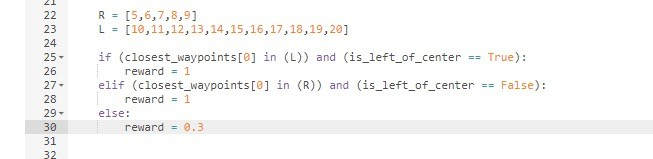 21
22 R = [5,6,7,8,9]
23 L = [10,11,12,13,14,15,16,17,18,19,20]
24
25 if (closest_waypoints[0] in (L)) and (is_left_of_center == True):
26 reward = 1
27 elif (closest_waypoints[0] in (R)) and (is_left_of_center == False):
28 reward = 1
29 else:
30 reward = 0.3
31
32